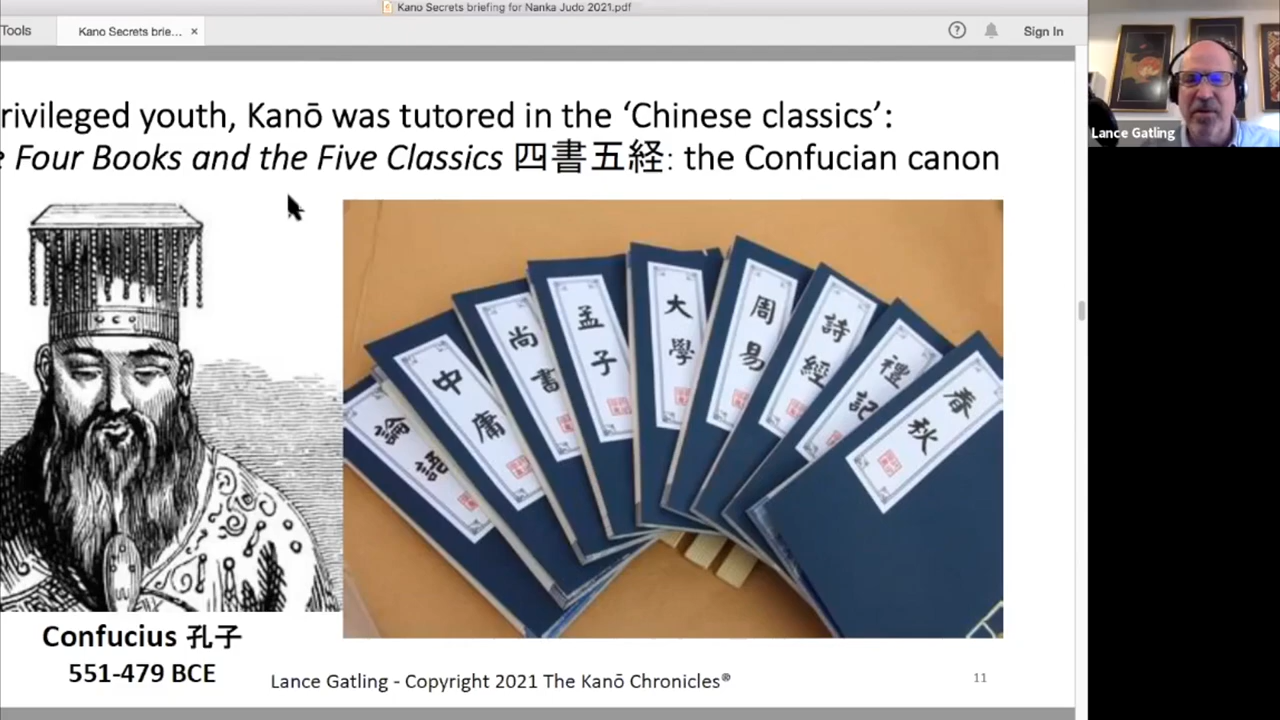 Kano Secrets briefing for Nanka Judo 2021.pdf
Tools
Kano Secrets brie... ×
Sign In
Lance Gatling
rivileged youth, Kanō was tutored in the ‘Chinese classics’:
e Four Books and the Five Classics 四書五経: the Confucian canon
論語
中庸
尚書
孟子
大學
周易
詩經
禮記
春秋
Confucius 孔子
551-479 BCE
Lance Gatling - Copyright 2021 The Kanō Chronicles®
11